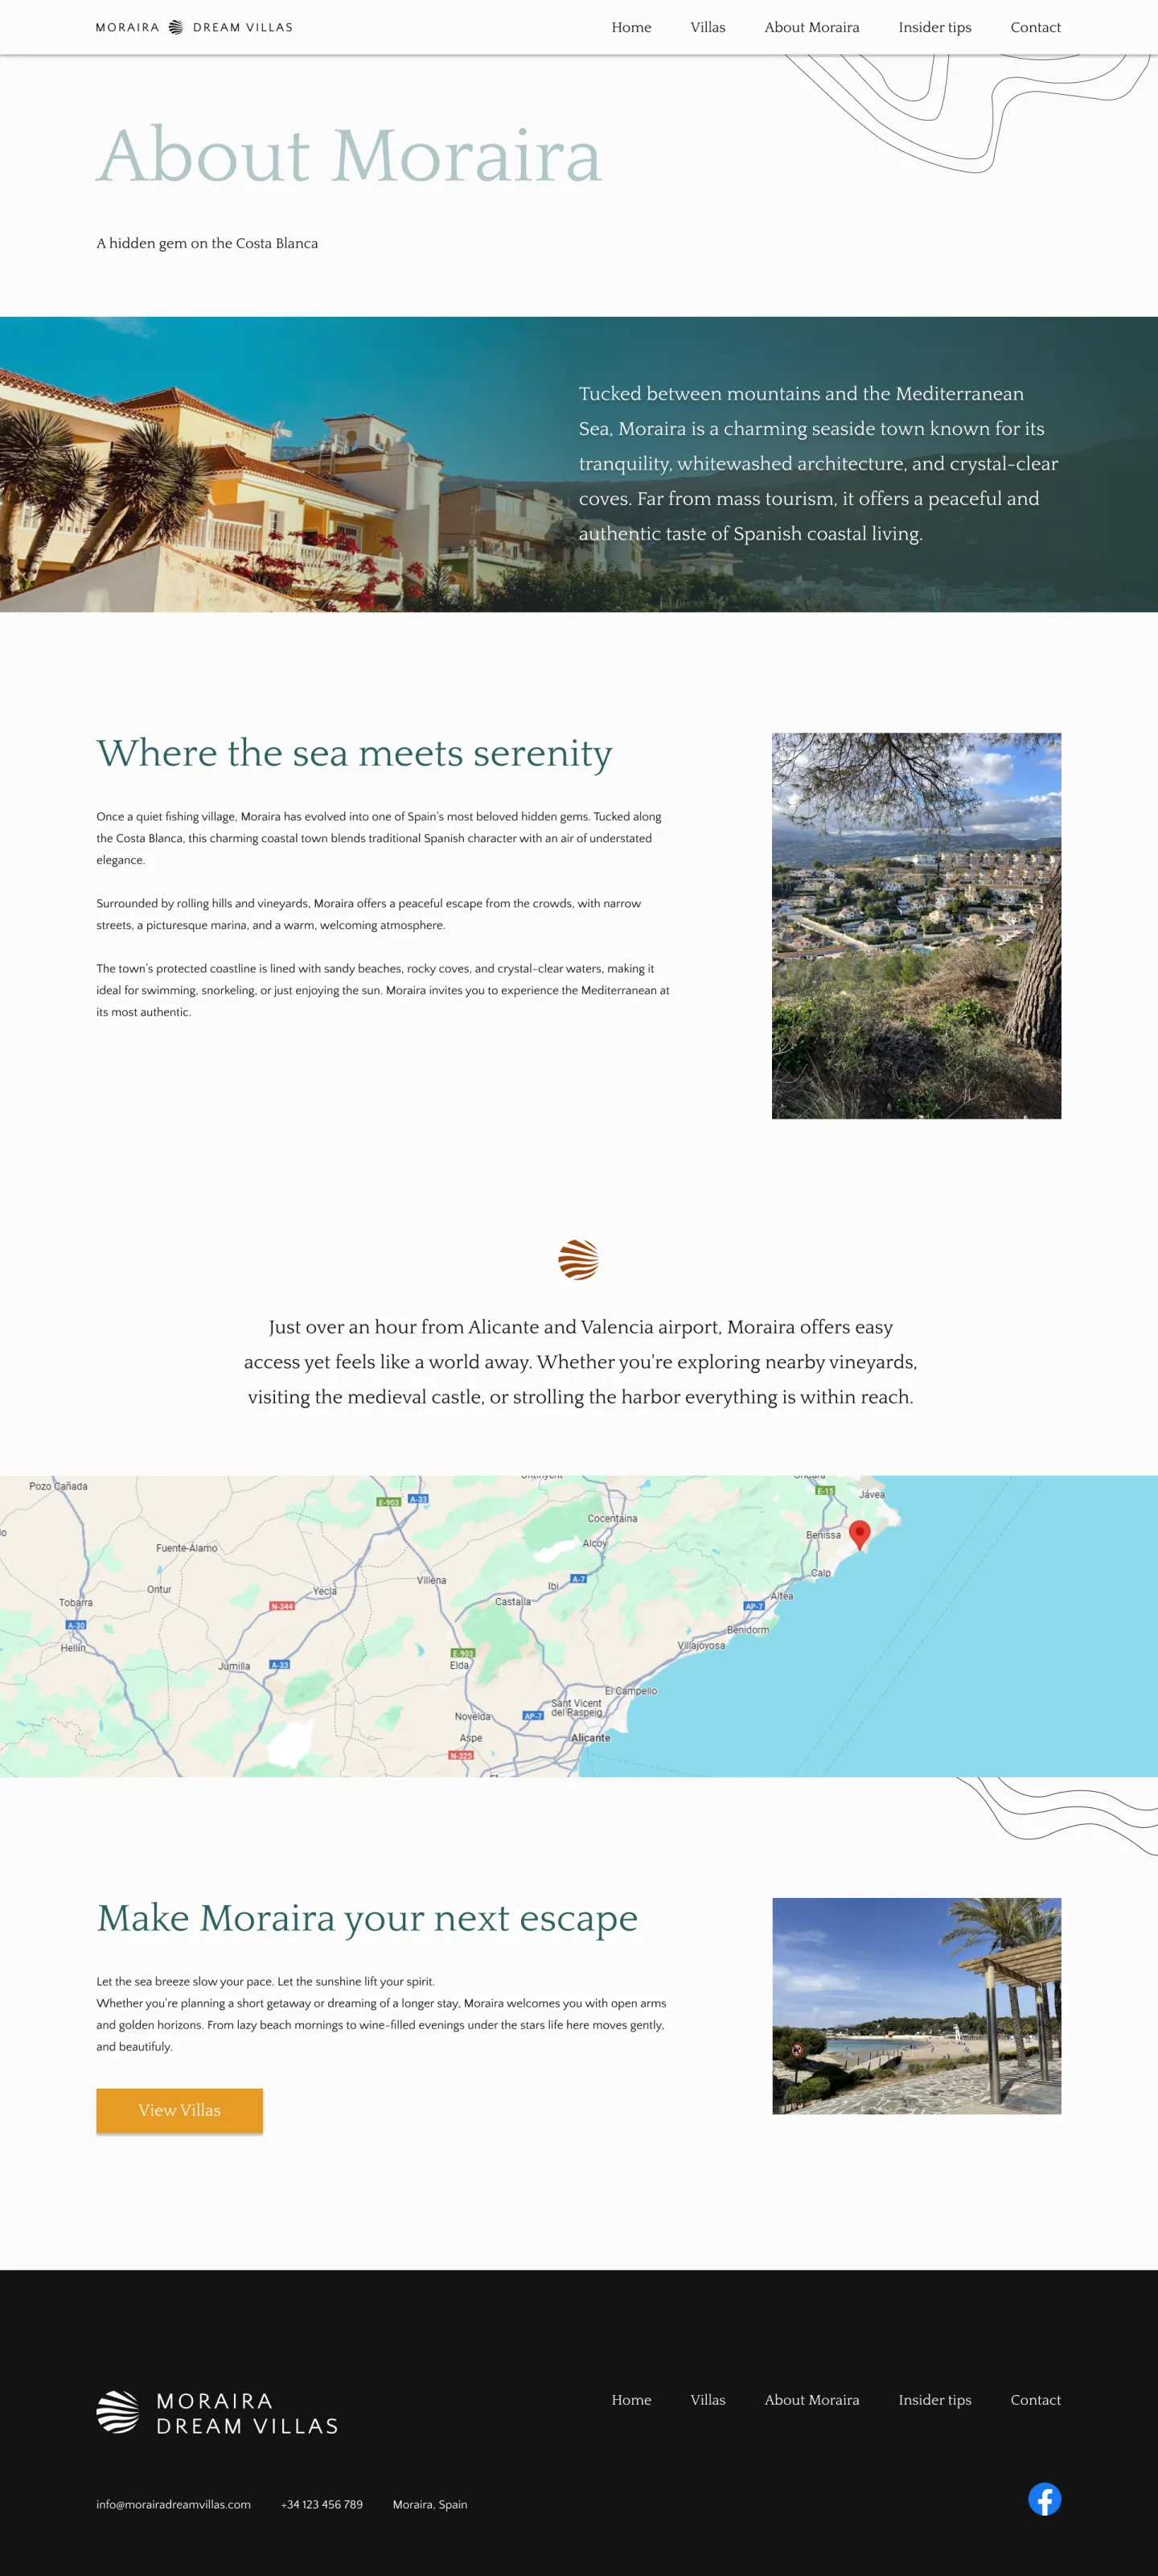 MORAIRA DREAM VILLAS
Home Villas About Moraira Insider tips Contact
About Moraira
A hidden gem on the Costa Blanca
Tucked between mountains and the Mediterranean
Sea, Moraira is a charming seaside town known for its
tranquility, whitewashed architecture, and crystal-clear
coves. Far from mass tourism, it offers a peaceful and
authentic taste of Spanish coastal living.
Where the sea meets serenity
Once a quiet fishing village, Moraira has evolved into one of Spain's most beloved hidden gems. Tucked along
the Costa Blanca, this charming coastal town blends traditional Spanish character with an air of understated
elegance.
Surrounded by rolling hills and vineyards, Moraira offers a peaceful escape from the crowds, with narrow
streets, a picturesque marina, and a warm, welcoming atmosphere.
The town's protected coastline is lined with sandy beaches, rocky coves, and crystal-clear waters, making it
ideal for swimming, snorkeling, or just enjoying the sun. Moraira invites you to experience the Mediterranean at
its most authentic.
Just over an hour from Alicante and Valencia airport, Moraira offers easy
access yet feels like a world away. Whether you're exploring nearby vineyards,
visiting the medieval castle, or strolling the harbor everything is within reach.
Pozo Cañada
E-15
Jávea
E-903
A-33
Cocentaina
Benissa
Alcoy
Fuente-Álamo
Calp
Villena
A-7
Ibi
Ontur
Yecla
Altea
Castalla
Tobarra
N-344
AP-7
A-30
Benidorm
Hellín
Villajoyosa
E-903
Jumilla
A-33
Elda
El Campello
Sant Vicent
del Raspeig
Novelda
AP-7
Aspe
Alicante
N-325
Make Moraira your next escape
Let the sea breeze slow your pace. Let the sunshine lift your spirit.
Whether you're planning a short getaway or dreaming of a longer stay, Moraira welcomes you with open arms
and golden horizons. From lazy beach mornings to wine-filled evenings under the stars life here moves gently,
and beautifuly.
View Villas
MORAIRA
DREAM VILLAS
Home Villas About Moraira Insider tips Contact
info@morairadreamvillas.com +34 123 456 789 Moraira, Spain